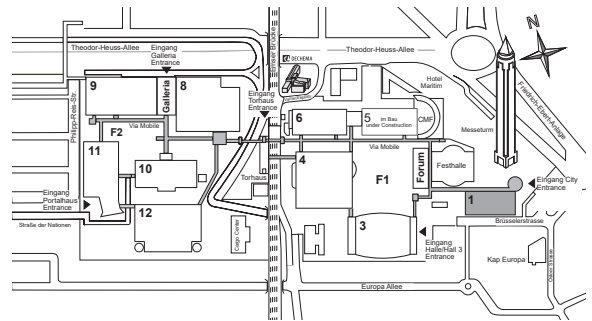 N
Theodor-Heuss-Allee
Eingang
Galleria
Entrance
Emser Brücke
DECHEMA
Theodor-Heuss-Allee
Hotel
Maritim
Friedrich-Ebert-Anlage
Philipp-Reis-Str.
9
Galleria
8
Eingang
Torhaus
Entrance
6
5
im Bau
under Construction
CMF
Messeturm
F2
Via Mobile
Via Mobile
11
10
Torhaus
4
F1
Forum
Festhalle
Eingang City
Entrance
Eingang
Portalhaus
Entrance
12
1
Brüsselerstrasse
Straße der Nationen
Cargo Center
3
Eingang
Halle/Hall 3
Entrance
Kap Europa
Europa Allee